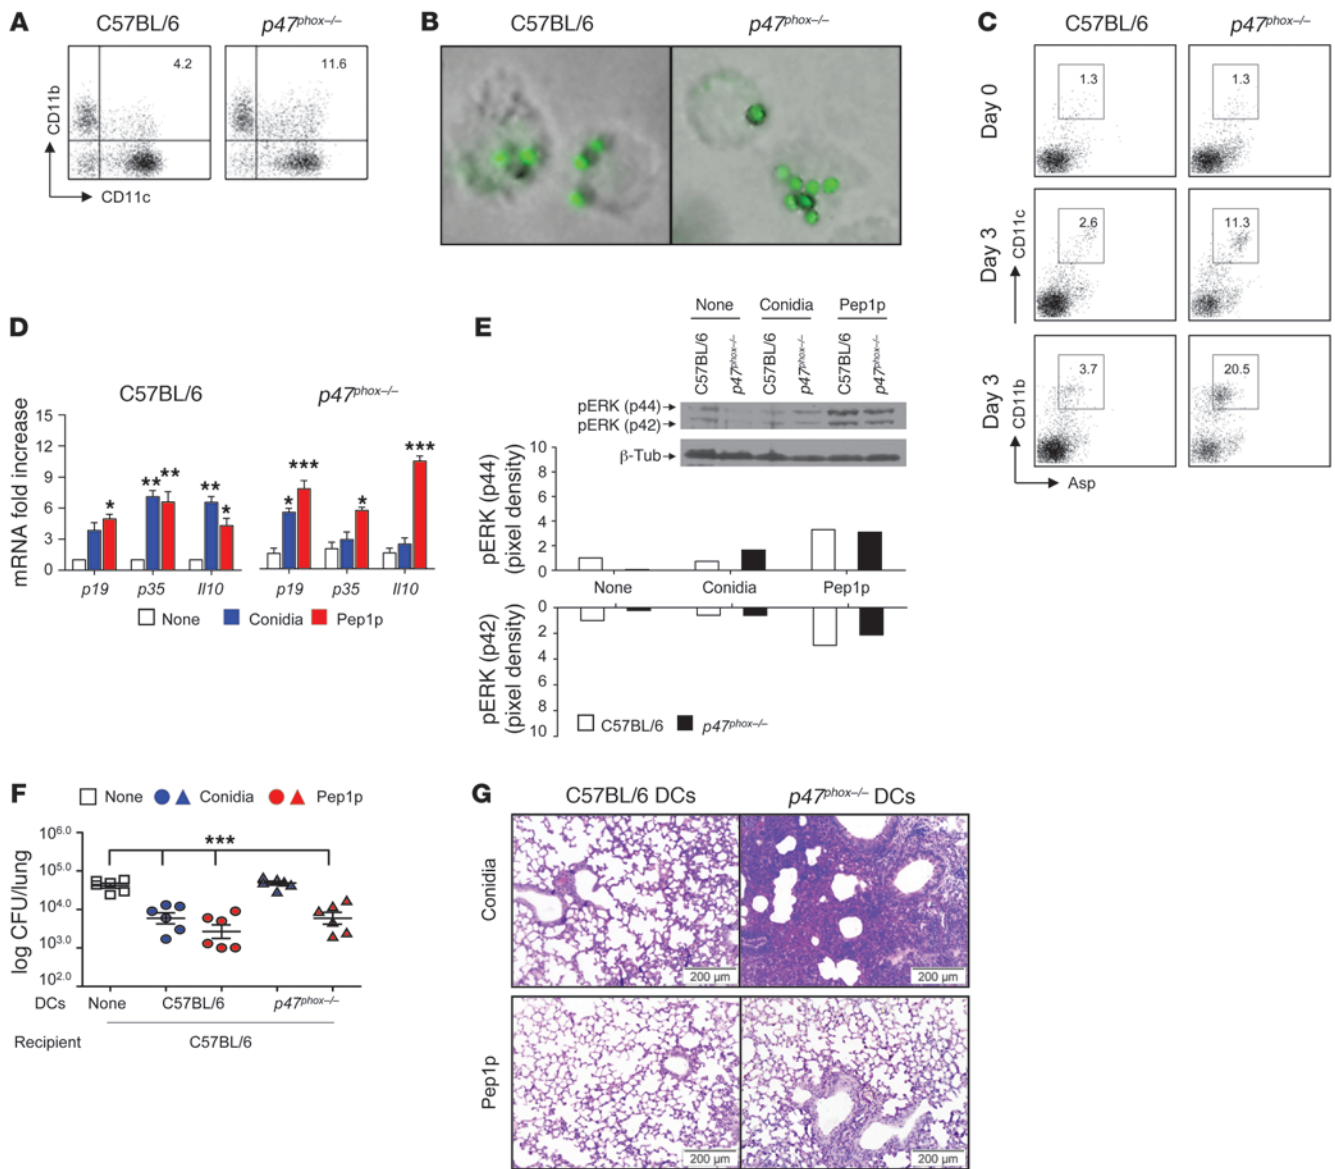 A
C57BL/6
p47phox–/–
4.2
11.6
CD11b
CD11c
B
C57BL/6
p47phox–/–
C
C57BL/6
p47phox–/–
Day 0
1.3
1.3
Day 3
CD11c
2.6
11.3
Day 3
CD11b
3.7
20.5
Asp
D
C57BL/6
p47phox–/–
mRNA fold increase
15
12
9
6
3
0
*
**
**
**
*
*
***
*
***
p19
p35
Il10
p19
p35
Il10
None
Conidia
Pep1p
E
None
Conidia
Pep1p
C57BL/6
p47phox–/–
C57BL/6
p47phox–/–
C57BL/6
p47phox–/–
pERK (p44)
pERK (p42)
β-Tub
pERK (p44)
(pixel density)
10
8
6
4
2
0
None
Conidia
Pep1p
pERK (p42)
(pixel density)
0
2
4
6
8
10
C57BL/6
p47phox–/–
F
None
Conidia
Pep1p
log CFU/lung
10^6.0
10^5.0
10^4.0
10^3.0
10^2.0
***
DCs
None
C57BL/6
p47phox–/–
Recipient
C57BL/6
G
C57BL/6 DCs
p47phox–/– DCs
Conidia
200 µm
200 µm
Pep1p
200 µm
200 µm